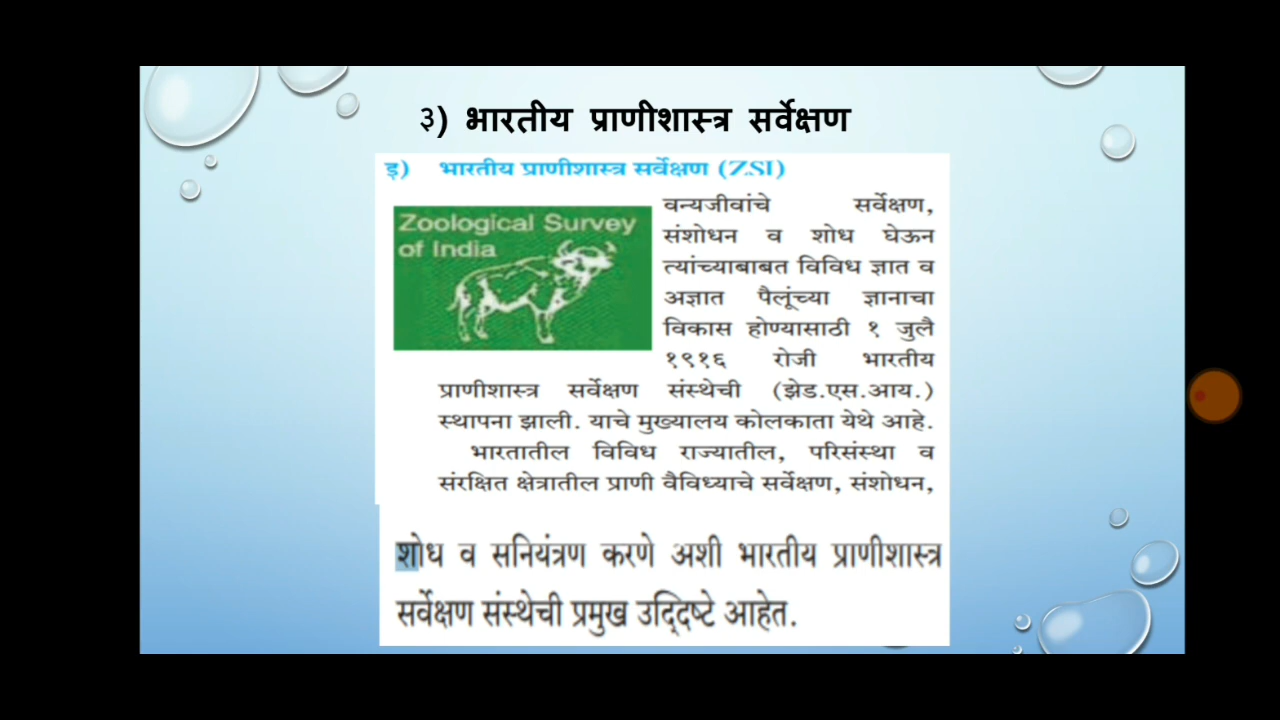 ३) भारतीय प्राणीशास्त्र सर्वेक्षण
इ) भारतीय प्राणीशास्त्र सर्वेक्षण (ZSI)
Zoological Survey
of India
वन्यजीवांचे सर्वेक्षण,
संशोधन व शोध घेऊन
त्यांच्याबाबत विविध ज्ञात व
अज्ञात पैलूंच्या ज्ञानाचा
विकास होण्यासाठी १ जुलै
१९१६ रोजी भारतीय
प्राणीशास्त्र सर्वेक्षण संस्थेची (झेड.एस.आय.)
स्थापना झाली. याचे मुख्यालय कोलकाता येथे आहे.
भारतातील विविध राज्यातील, परिसंस्था व
संरक्षित क्षेत्रातील प्राणी वैविध्याचे सर्वेक्षण, संशोधन,
शोध व सनियंत्रण करणे अशी भारतीय प्राणीशास्त्र
सर्वेक्षण संस्थेची प्रमुख उद्दिष्टे आहेत.